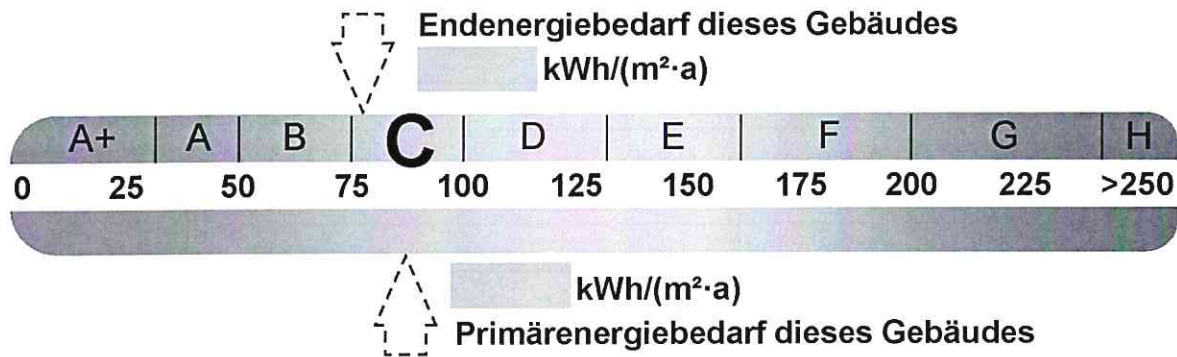 Endenergiebedarf dieses Gebäudes
kWh/(m²·a)
A+ A B C D E F G H
0 25 50 75 100 125 150 175 200 225 >250
kWh/(m²·a)
Primärenergiebedarf dieses Gebäudes